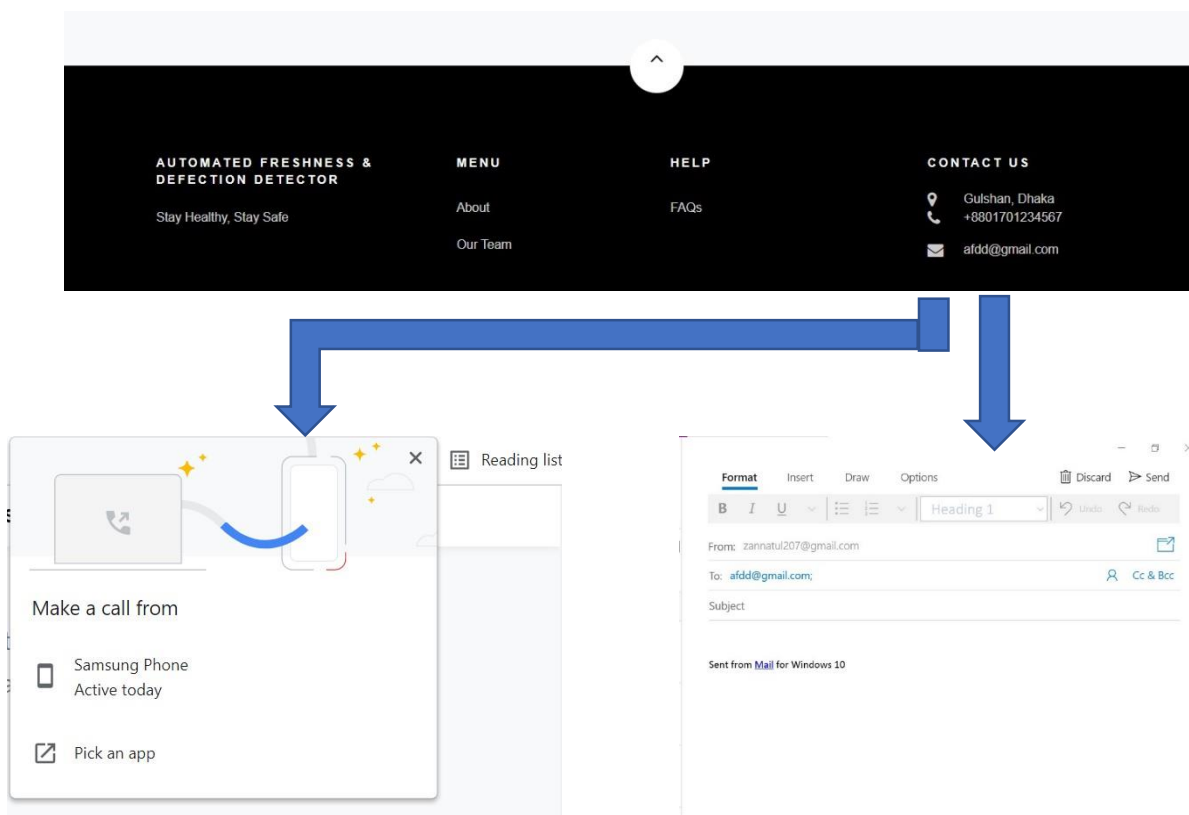 AUTOMATED FRESHNESS &
DEFECTION DETECTOR
Stay Healthy, Stay Safe
MENU
About
Our Team
HELP
FAQs
CONTACT US
Gulshan, Dhaka
+8801701234567
afdd@gmail.com
Reading list
Make a call from
Samsung Phone
Active today
Pick an app
Format Insert Draw Options Discard Send
B I U Heading 1 Undo Redo
From: zannatul207@gmail.com
To: afdd@gmail.com; Cc & Bcc
Subject
Sent from Mail for Windows 10